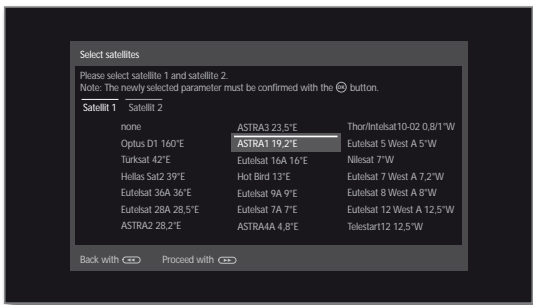 Select satellites
Please select satellite 1 and satellite 2.
Note: The newly selected parameter must be confirmed with the OK button.
Satellit 1 Satellit 2
none ASTRA3 23,5°E Thor/Intelsat10-02 0,8/1°W
Optus D1 160°E ASTRA1 19,2°E Eutelsat 5 West A 5°W
Türksat 42°E Eutelsat 16A 16°E Nilesat 7°W
Hellas Sat2 39°E Hot Bird 13°E Eutelsat 7 West A 7,2°W
Eutelsat 36A 36°E Eutelsat 9A 9°E Eutelsat 8 West A 8°W
Eutelsat 28A 28,5°E Eutelsat 7A 7°E Eutelsat 12 West A 12,5°W
ASTRA2 28,2°E ASTRA4A 4,8°E Telestart12 12,5°W
Back with Proceed with